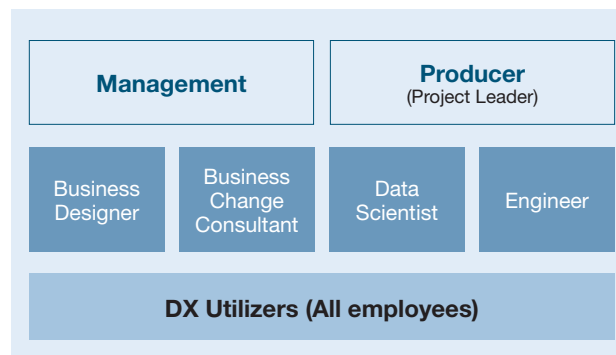 Management
Producer
(Project Leader)
Business
Designer
Business
Change
Consultant
Data
Scientist
Engineer
DX Utilizers (All employees)